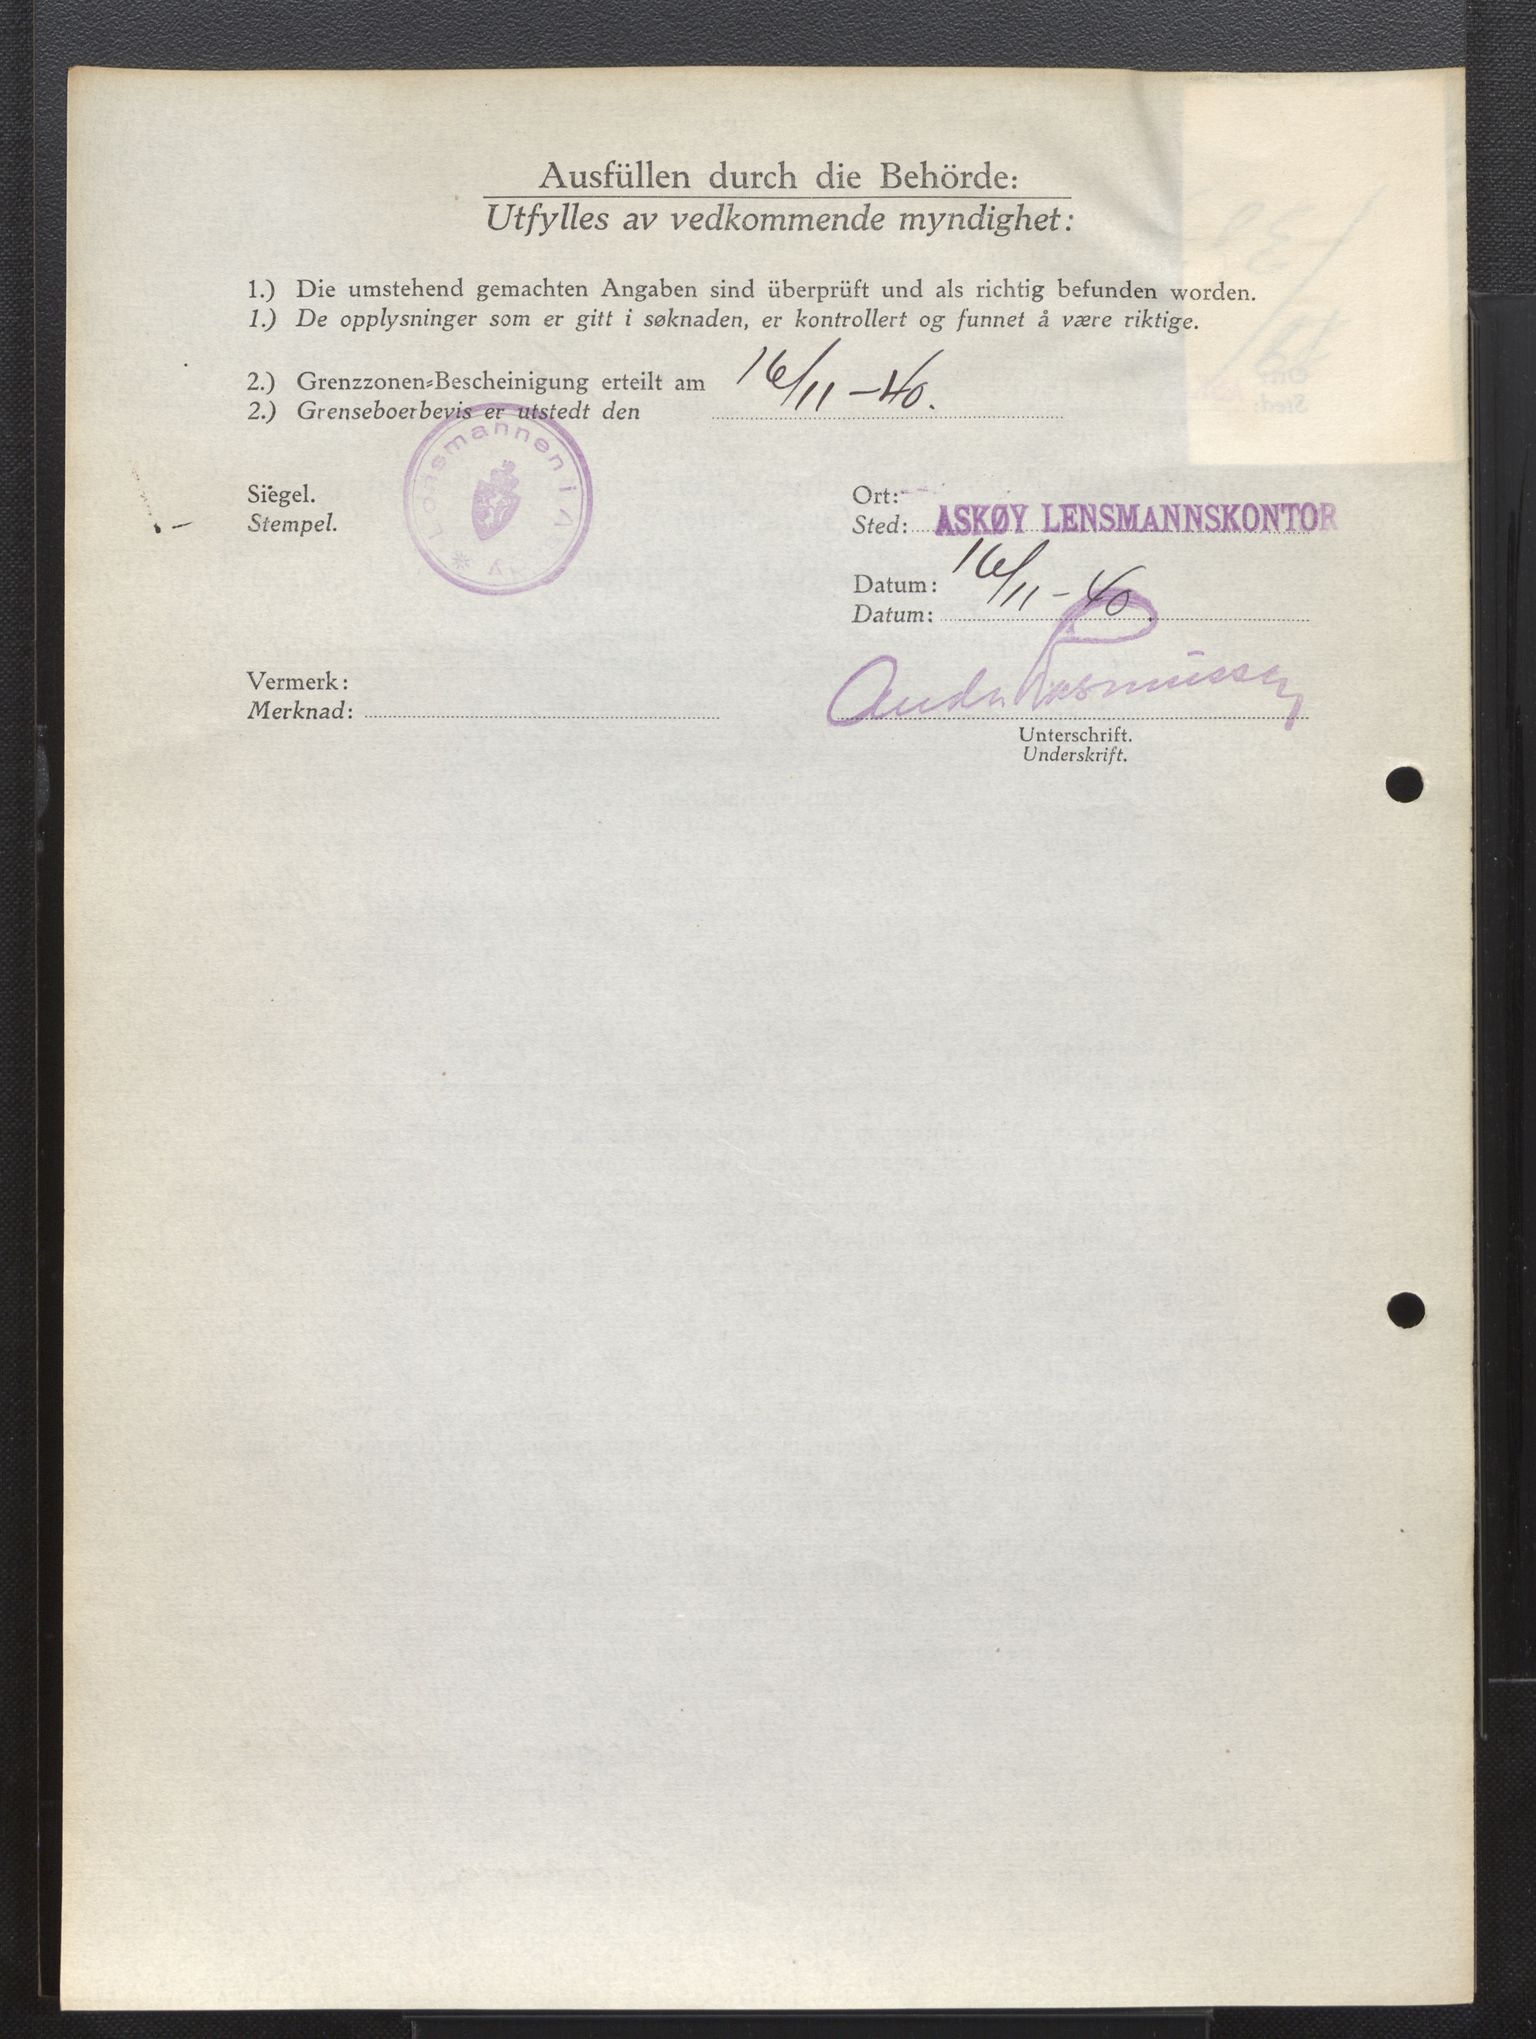 Ausfüllen durch die Behörde:
Utfylles av vedkommende myndighet:
1.) Die umstehend gemachten Angaben sind überprüft und als richtig befunden worden.
1.) De opplysninger som er gitt i søknaden, er kontrollert og funnet å være riktige.
2.) Grenzzonen-Bescheinigung erteilt am 16/11-40.
2.) Grenseboerbevis er utstedt den
Lensmannen i A
Siegel.
Stempel.
Ort:
Sted: ASKØY LENSMANNSKONTOR
Datum: 16/11-40.
Datum:
Vermerk:
Merknad:
Rasmussen
Unterschrift.
Underskrift.